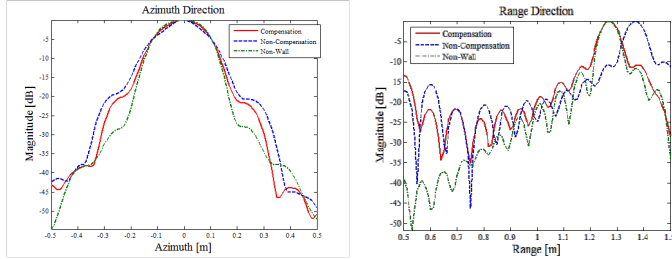 Azimuth Direction
Compensation
Non-Compensation
Non-Wall
Magnitude [dB]
-5
-10
-15
-20
-25
-30
-35
-40
-45
-50
-0.5 -0.4 -0.3 -0.2 -0.1 0 0.1 0.2 0.3 0.4 0.5
Azimuth [m]
Range Direction
Compensation
Non-Compensation
Non-Wall
Magnitude [dB]
0
-5
-10
-15
-20
-25
-30
-35
-40
-45
-50
0.5 0.6 0.7 0.8 0.9 1 1.1 1.2 1.3 1.4 1.5
Range [m]